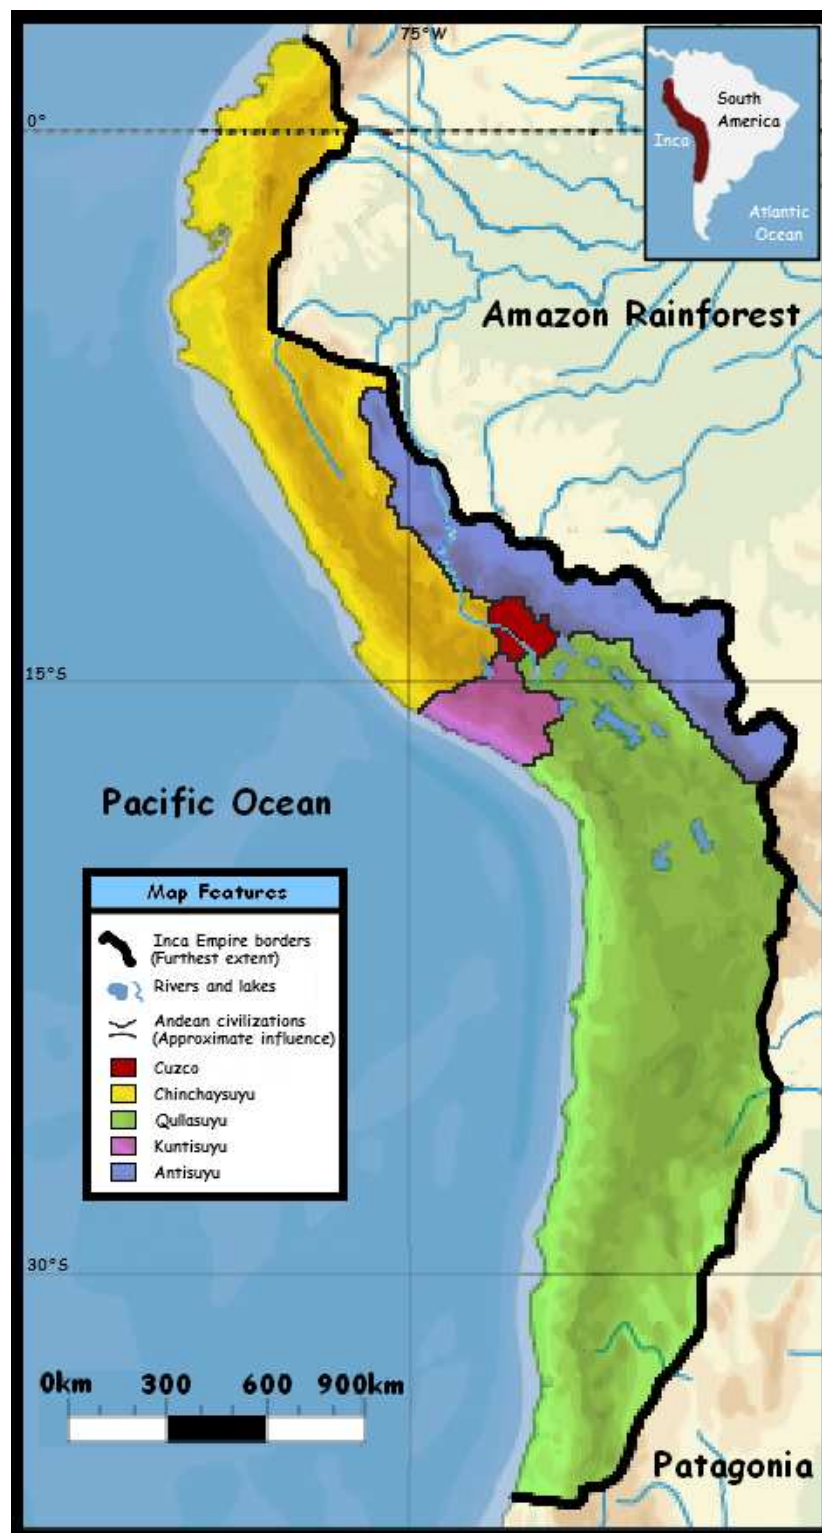 75°W
0°
South
America
Inca
Atlantic
Ocean
Amazon Rainforest
15°S
Pacific Ocean
Map Features
Inca Empire borders
(Furthest extent)
Rivers and lakes
Andean civilizations
(Approximate influence)
Cuzco
Chinchaysuyu
Qullasuyu
Kuntisuyu
Antisuyu
30°S
0km 300 600 900km
Patagonia